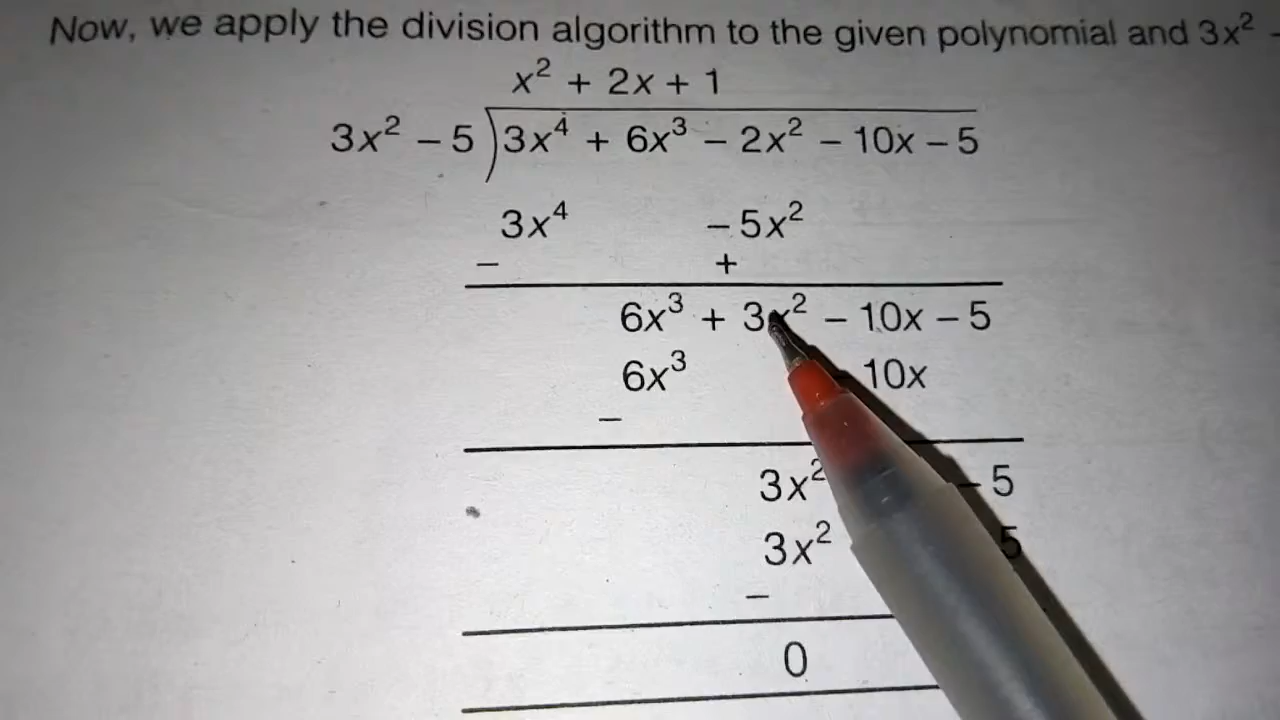 Now, we apply the division algorithm to the given polynomial and 3x² -
x² + 2x + 1
3x² – 5 ) 3x⁴ + 6x³ – 2x² – 10x – 5
3x⁴ – 5x²
– +
6x³ + 3x² – 10x – 5
6x³ 10x
–
3x² – 5
3x² 5
–
0